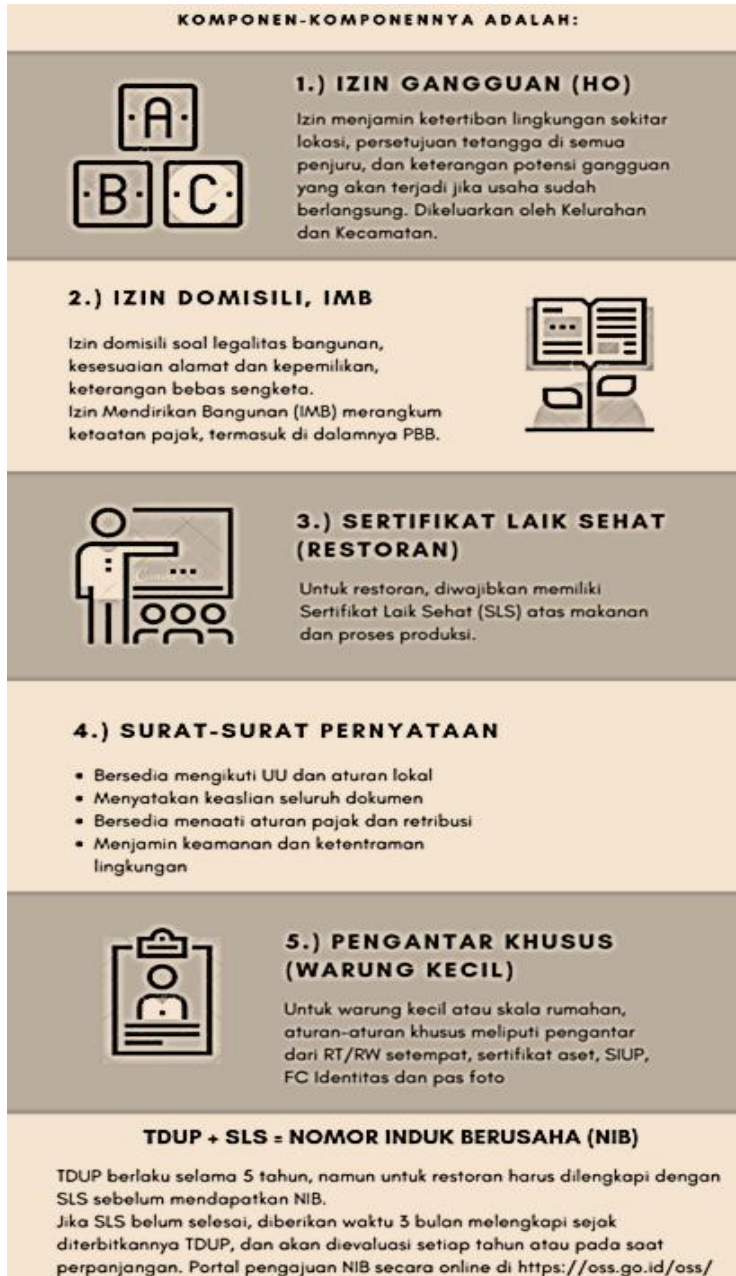 KOMPONEN-KOMPONENNYA ADALAH:
A
B
C
1.) IZIN GANGGUAN (HO)
Izin menjamin ketertiban lingkungan sekitar
lokasi, persetujuan tetangga di semua
penjuru, dan keterangan potensi gangguan
yang akan terjadi jika usaha sudah
berlangsung. Dikeluarkan oleh Kelurahan
dan Kecamatan.
2.) IZIN DOMISILI, IMB
Izin domisili soal legalitas bangunan,
kesesuaian alamat dan kepemilikan,
keterangan bebas sengketa.
Izin Mendirikan Bangunan (IMB) merangkum
ketaatan pajak, termasuk di dalamnya PBB.
3.) SERTIFIKAT LAIK SEHAT
(RESTORAN)
Untuk restoran, diwajibkan memiliki
Sertifikat Laik Sehat (SLS) atas makanan
dan proses produksi.
4.) SURAT-SURAT PERNYATAAN
• Bersedia mengikuti UU dan aturan lokal
• Menyatakan keaslian seluruh dokumen
• Bersedia menaati aturan pajak dan retribusi
• Menjamin keamanan dan ketentraman
lingkungan
5.) PENGANTAR KHUSUS
(WARUNG KECIL)
Untuk warung kecil atau skala rumahan,
aturan-aturan khusus meliputi pengantar
dari RT/RW setempat, sertifikat aset, SIUP,
FC Identitas dan pas foto
TDUP + SLS = NOMOR INDUK BERUSAHA (NIB)
TDUP berlaku selama 5 tahun, namun untuk restoran harus dilengkapi dengan
SLS sebelum mendapatkan NIB.
Jika SLS belum selesai, diberikan waktu 3 bulan melengkapi sejak
diterbitkannya TDUP, dan akan dievaluasi setiap tahun atau pada saat
perpanjangan. Portal pengajuan NIB secara online di https://oss.go.id/oss/